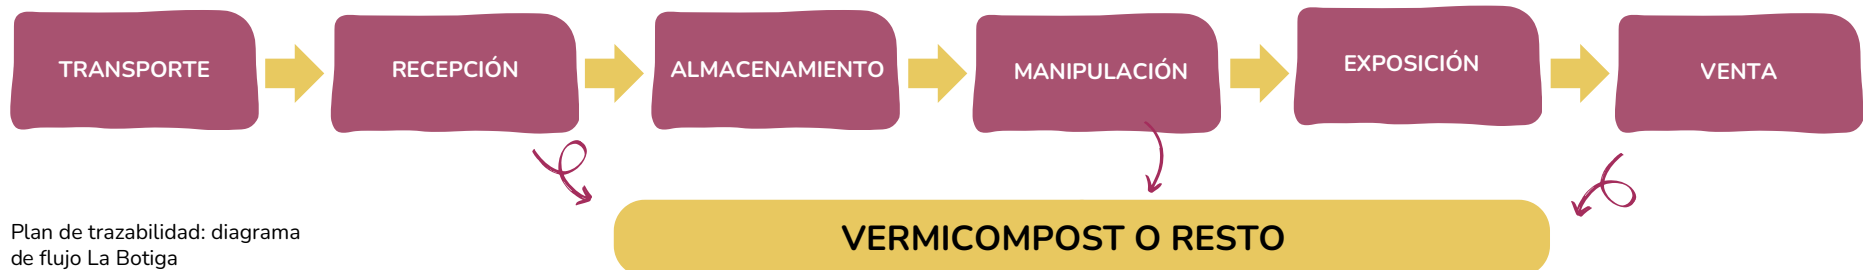 TRANSPORTE
RECEPCIÓN
ALMACENAMIENTO
MANIPULACIÓN
EXPOSICIÓN
VENTA
VERMICOMPOST O RESTO
Plan de trazabilidad: diagrama
de flujo La Botiga